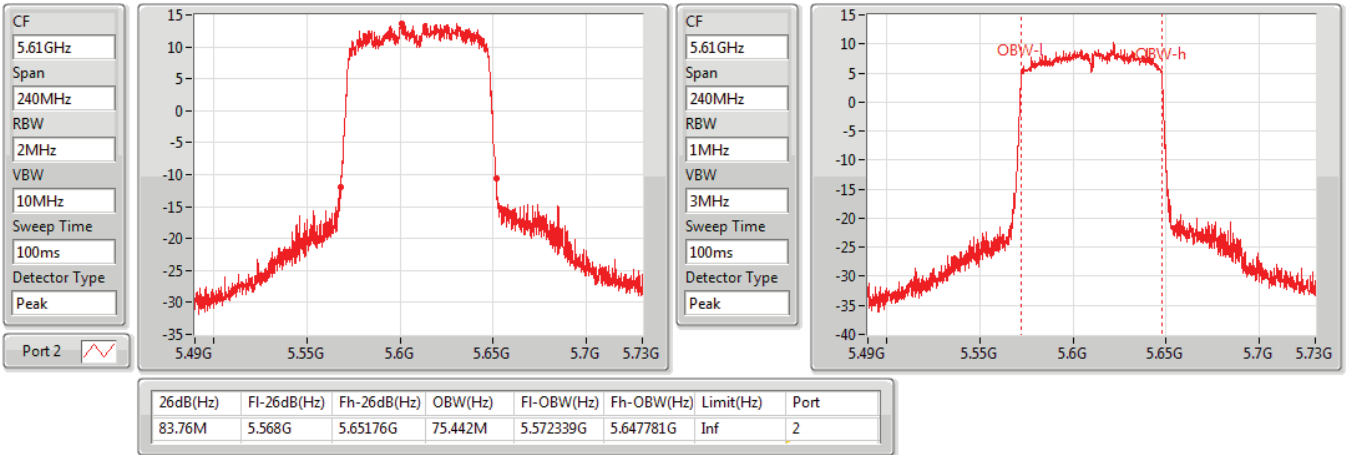 CF
5.61GHz
Span
240MHz
RBW
2MHz
VBW
10MHz
Sweep Time
100ms
Detector Type
Peak
Port 2
15
10
5
0
-5
-10
-15
-20
-25
-30
-35
5.49G 5.55G 5.6G 5.65G 5.7G 5.73G
CF
5.61GHz
Span
240MHz
RBW
1MHz
VBW
3MHz
Sweep Time
100ms
Detector Type
Peak
15
10
5
0
-5
-10
-15
-20
-25
-30
-35
-40
OBW-l OBW-h
5.49G 5.55G 5.6G 5.65G 5.7G 5.73G
26dB(Hz) Fl-26dB(Hz) Fh-26dB(Hz) OBW(Hz) Fl-OBW(Hz) Fh-OBW(Hz) Limit(Hz) Port
83.76M 5.568G 5.65176G 75.442M 5.572339G 5.647781G Inf 2